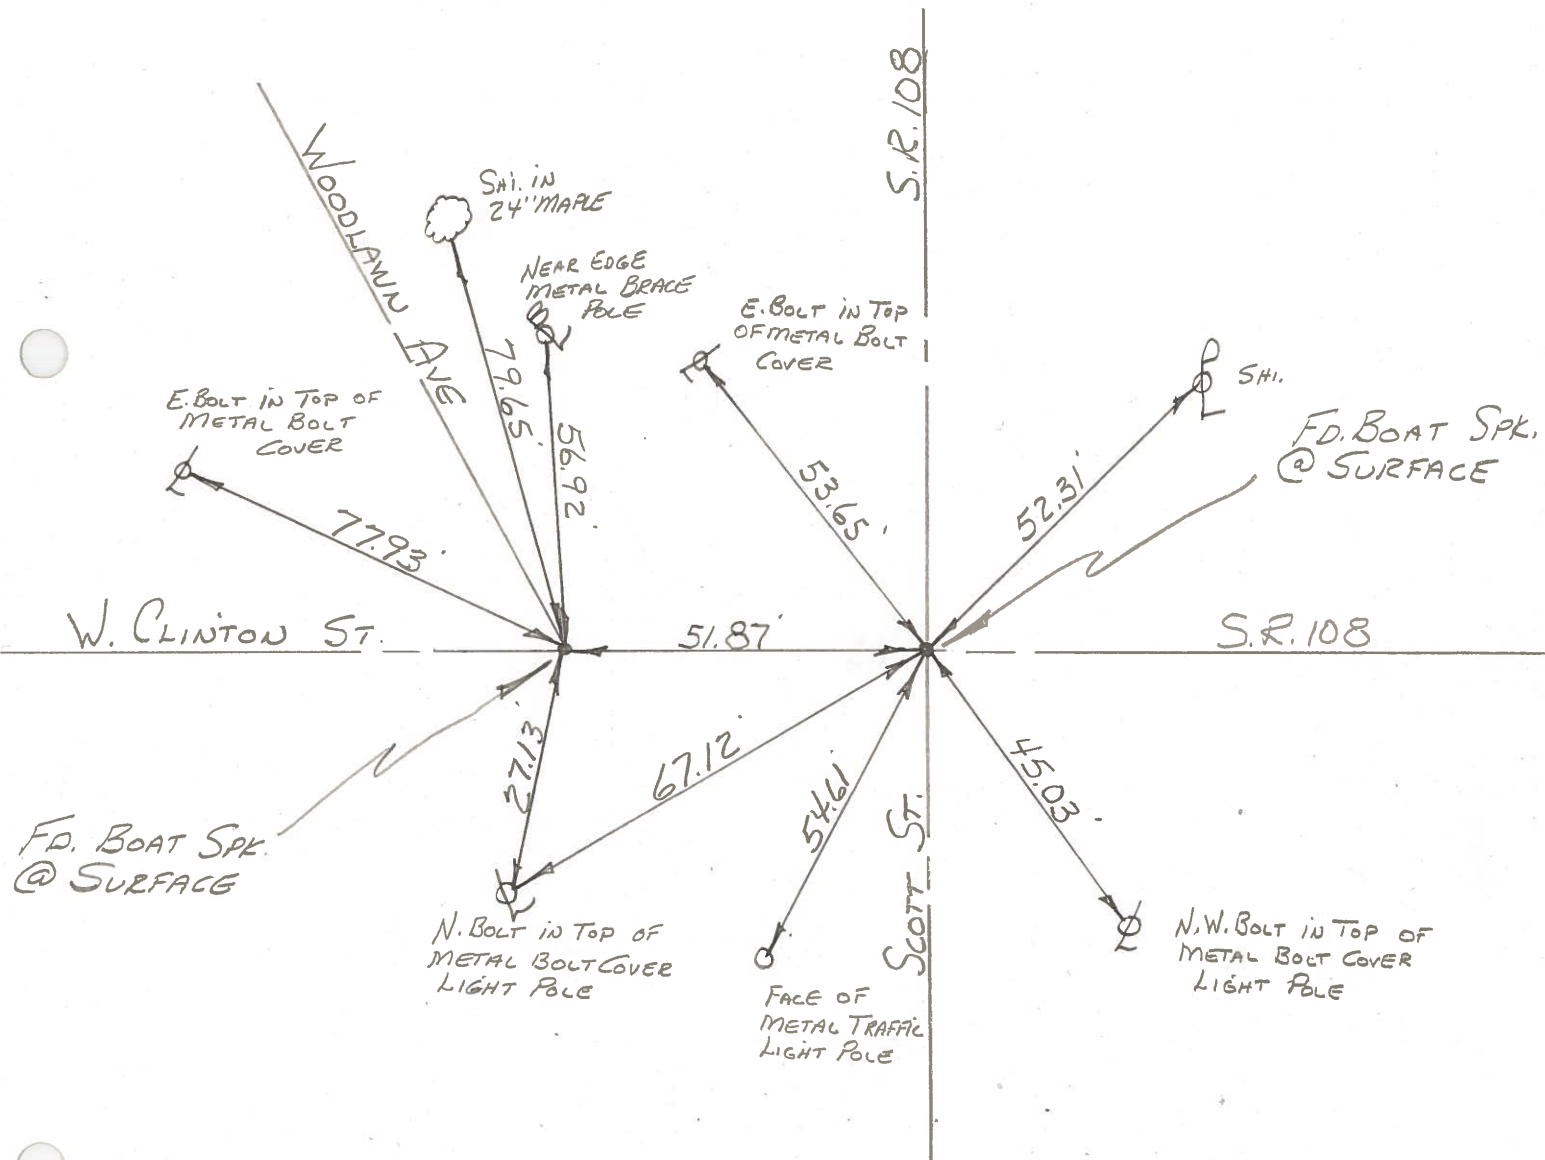 S.R. 108
WOODLAWN AVE
SHI. IN
24" MAPLE
NEAR EDGE
METAL BRACE
POLE
E. BOLT IN TOP
OF METAL BOLT
COVER
SHI.
E. BOLT IN TOP OF
METAL BOLT
COVER
FD. BOAT SPK.
@ SURFACE
79.65'
56.92'
53.65'
52.31'
77.93'
W. CLINTON ST.
51.87'
S.R. 108
27.13'
67.12'
54.61'
45.03'
SCOTT ST.
FD. BOAT SPK.
@ SURFACE
N. BOLT IN TOP OF
METAL BOLT COVER
LIGHT POLE
N.W. BOLT IN TOP OF
METAL BOLT COVER
LIGHT POLE
FACE OF
METAL TRAFFIC
LIGHT POLE